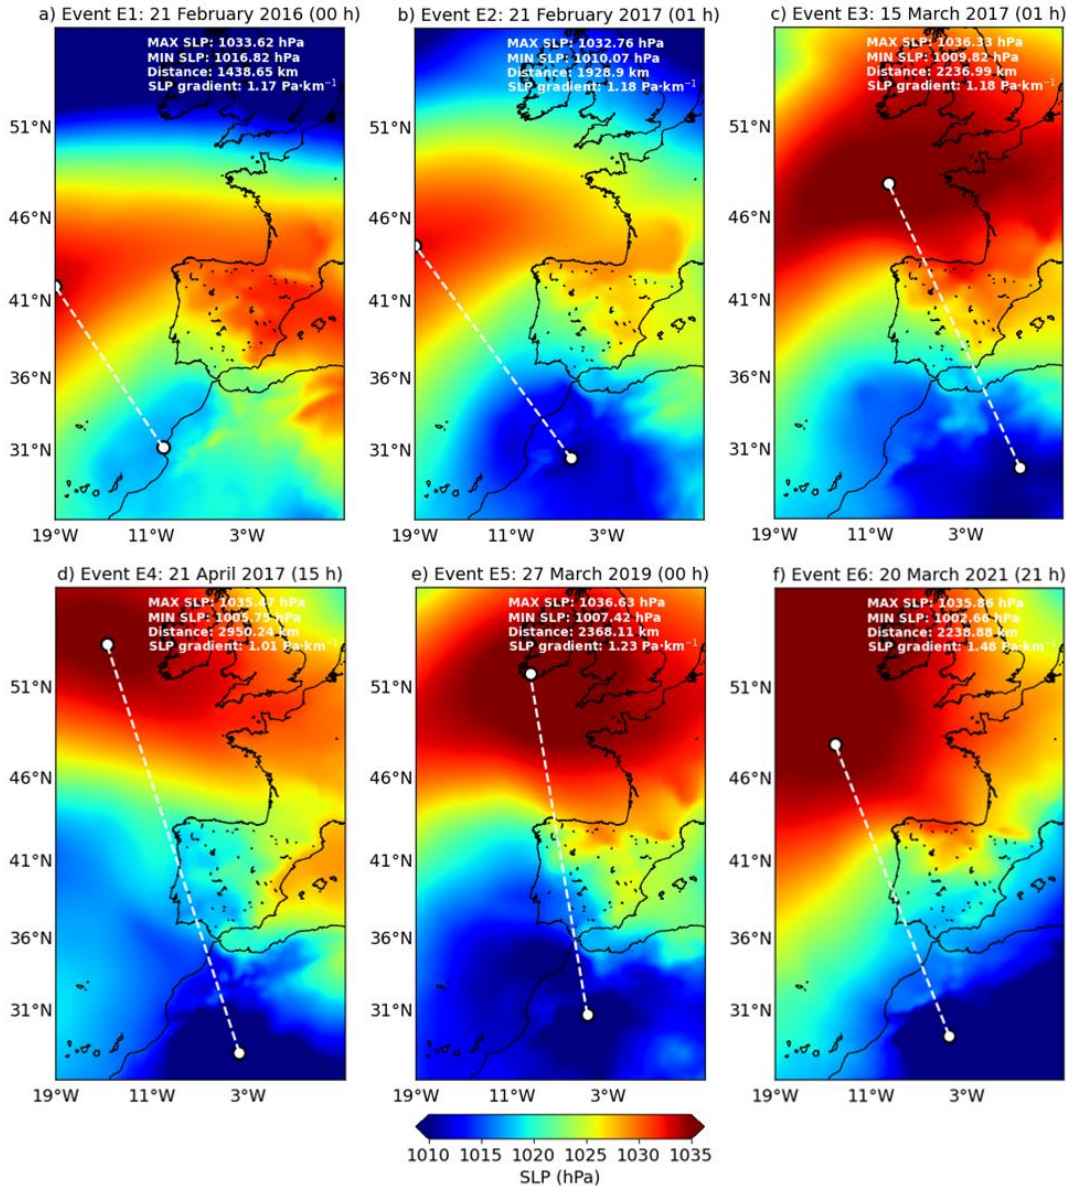 a) Event E1: 21 February 2016 (00 h)
MAX SLP: 1033.62 hPa
MIN SLP: 1016.82 hPa
Distance: 1438.65 km
SLP gradient: 1.17 Pa·km⁻¹
51°N
46°N
41°N
36°N
31°N
19°W 11°W 3°W
b) Event E2: 21 February 2017 (01 h)
MAX SLP: 1032.76 hPa
MIN SLP: 1010.07 hPa
Distance: 1928.9 km
SLP gradient: 1.18 Pa·km⁻¹
51°N
46°N
41°N
36°N
31°N
19°W 11°W 3°W
c) Event E3: 15 March 2017 (01 h)
MAX SLP: 1036.33 hPa
MIN SLP: 1009.82 hPa
Distance: 2236.99 km
SLP gradient: 1.18 Pa·km⁻¹
51°N
46°N
41°N
36°N
31°N
19°W 11°W 3°W
d) Event E4: 21 April 2017 (15 h)
MAX SLP: 1035.47 hPa
MIN SLP: 1005.75 hPa
Distance: 2950.24 km
SLP gradient: 1.01 Pa·km⁻¹
51°N
46°N
41°N
36°N
31°N
19°W 11°W 3°W
e) Event E5: 27 March 2019 (00 h)
MAX SLP: 1036.63 hPa
MIN SLP: 1007.42 hPa
Distance: 2368.11 km
SLP gradient: 1.23 Pa·km⁻¹
51°N
46°N
41°N
36°N
31°N
19°W 11°W 3°W
f) Event E6: 20 March 2021 (21 h)
MAX SLP: 1035.86 hPa
MIN SLP: 1002.66 hPa
Distance: 2238.88 km
SLP gradient: 1.48 Pa·km⁻¹
51°N
46°N
41°N
36°N
31°N
19°W 11°W 3°W
1010 1015 1020 1025 1030 1035
SLP (hPa)